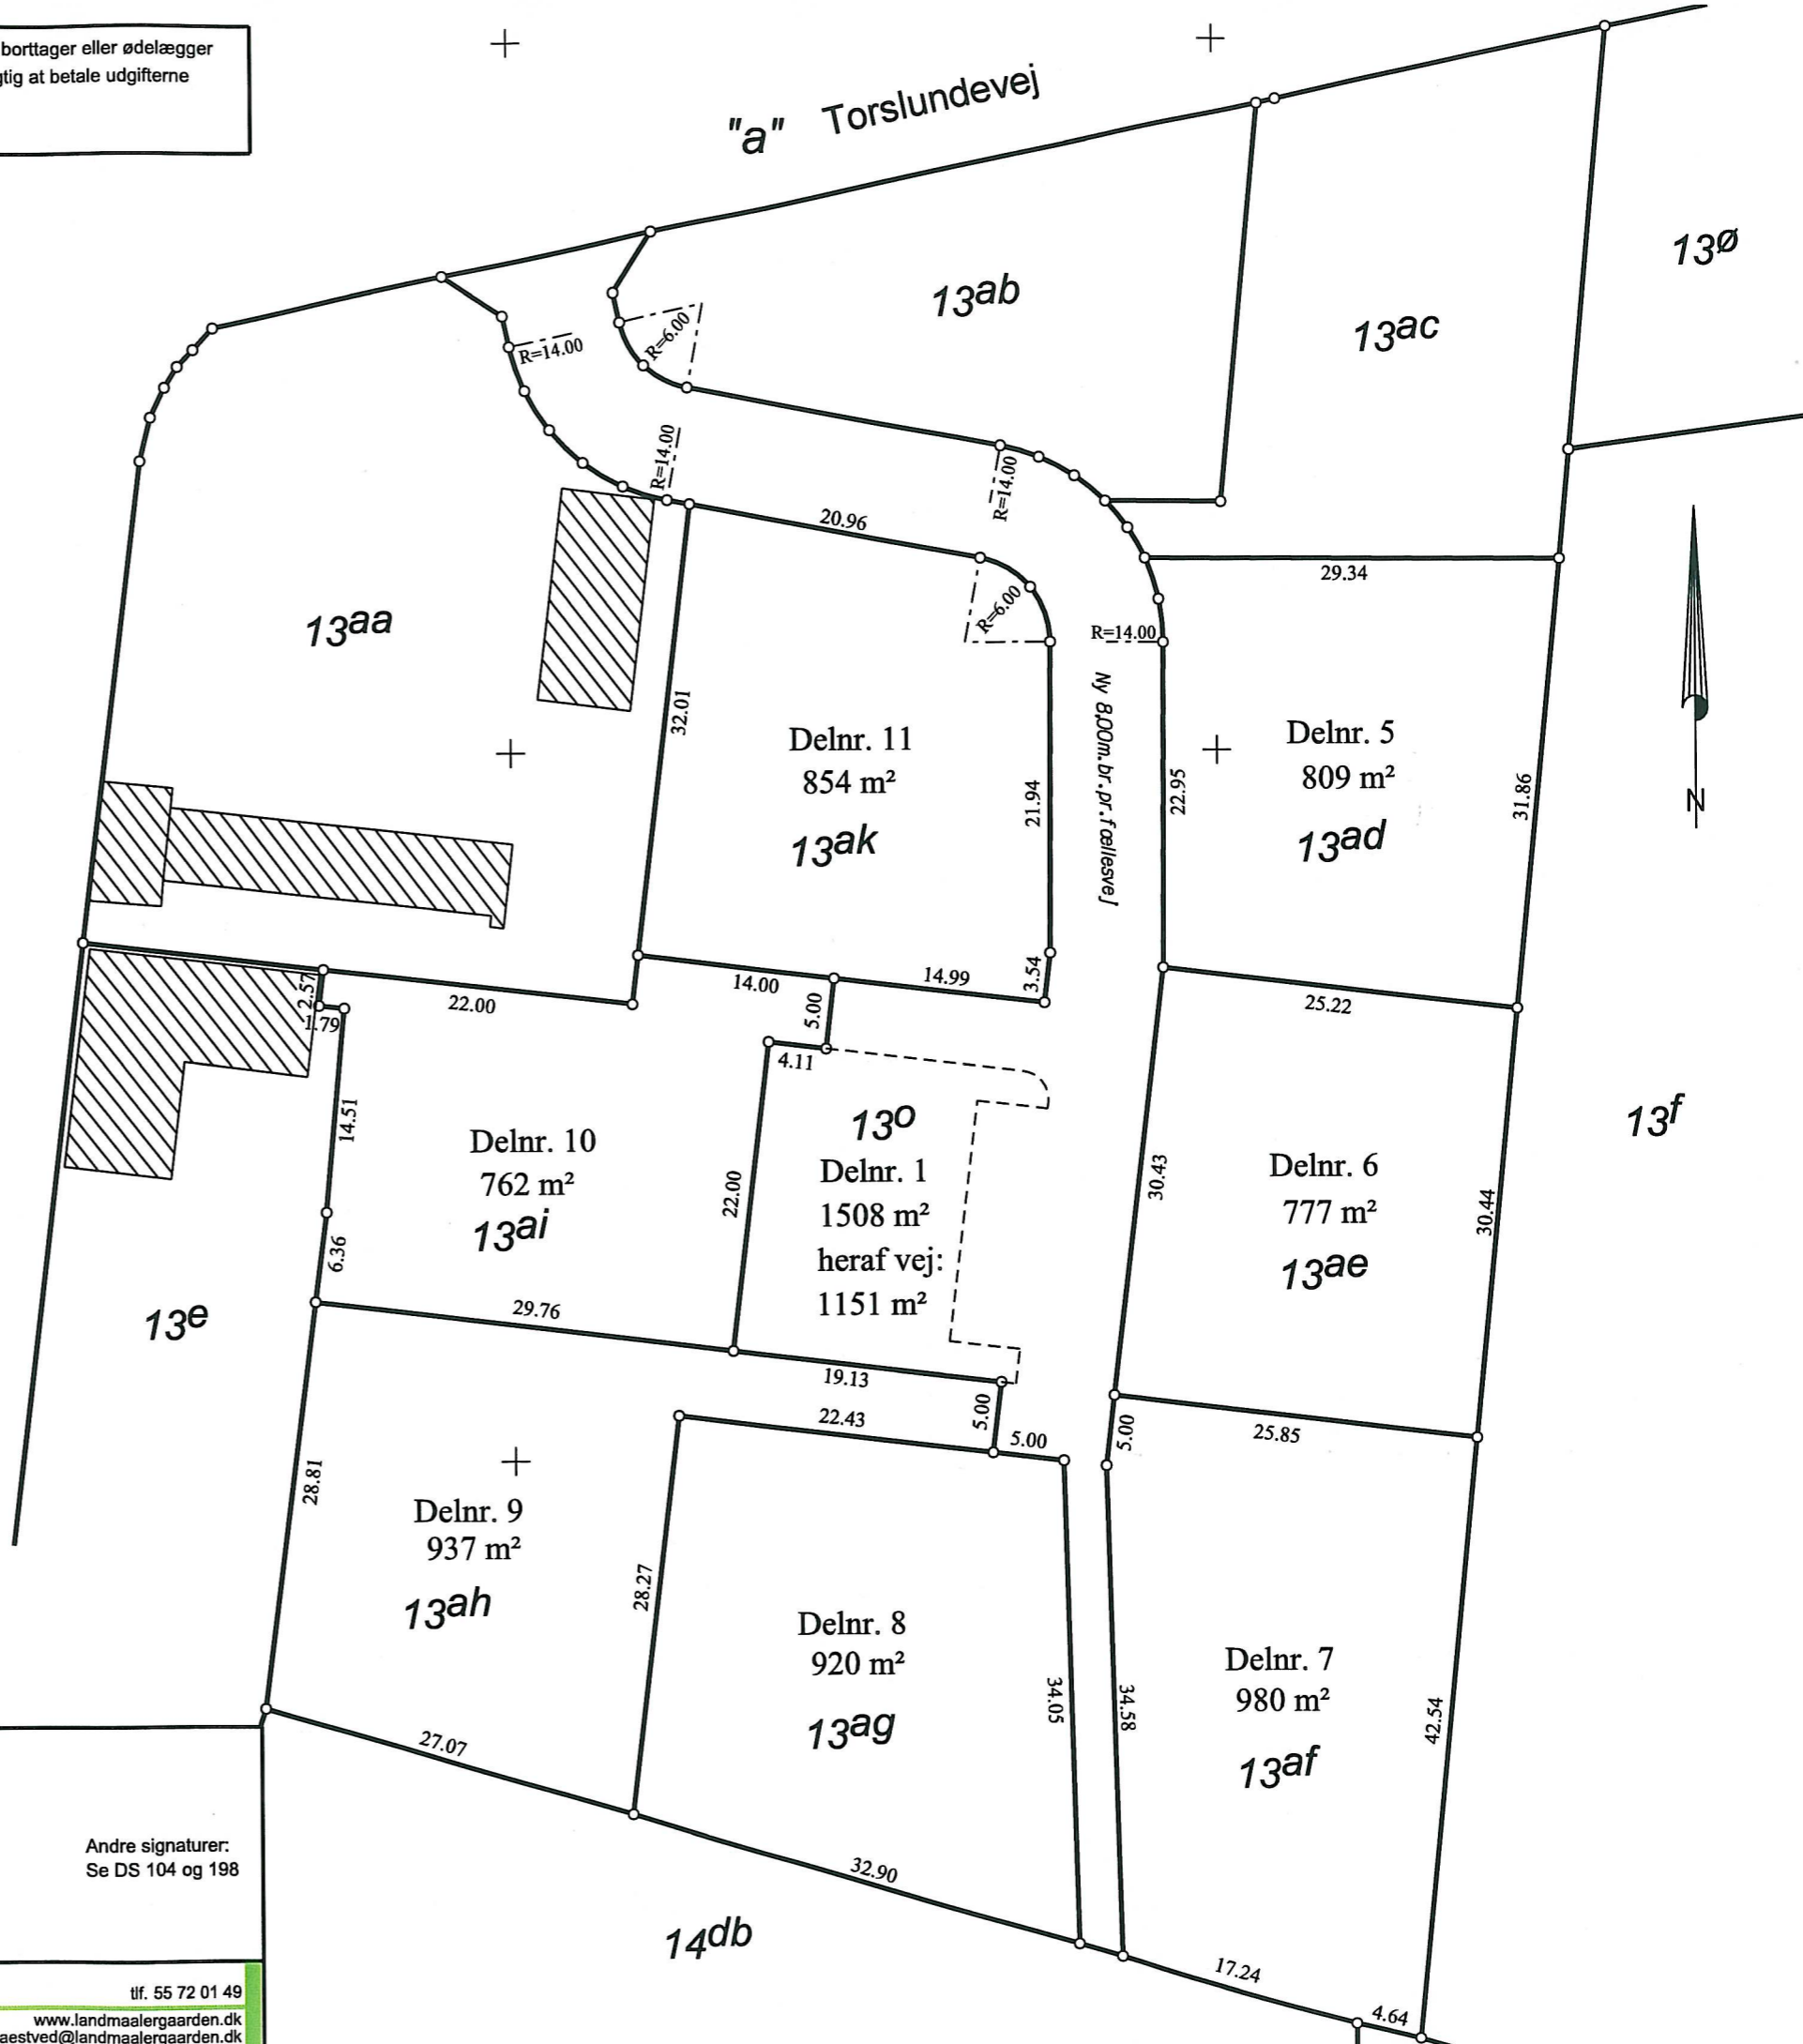 borttager eller ødelægger
gtig at betale udgifterne
"a" Torslundevej
13ø
13ab
13ac
R=6.00
R=14.00
R=14.00
R=14.00
20.96
29.34
R=6.00
R=14.00
13aa
32.01
Ny 8,00m.br.pr.fællesvej
Delnr. 11
854 m²
13ak
21.94
22.95
Delnr. 5
809 m²
13ad
31.86
N
14.00
14.99
3.54
2.57
1.79
22.00
5.00
4.11
25.22
14.51
13o
Delnr. 1
1508 m²
heraf vej:
1151 m²
13f
Delnr. 10
762 m²
13ai
22.00
30.43
Delnr. 6
777 m²
13ae
30.44
6.36
13e
29.76
19.13
22.43
5.00
5.00
5.00
25.85
28.81
Delnr. 9
937 m²
13ah
28.27
Delnr. 8
920 m²
13ag
34.05
34.58
Delnr. 7
980 m²
13af
42.54
27.07
32.90
17.24
4.64
14db
Andre signaturer:
Se DS 104 og 198
tlf. 55 72 01 49
www.landmaalergaarden.dk
aestved@landmaalergaarden.dk